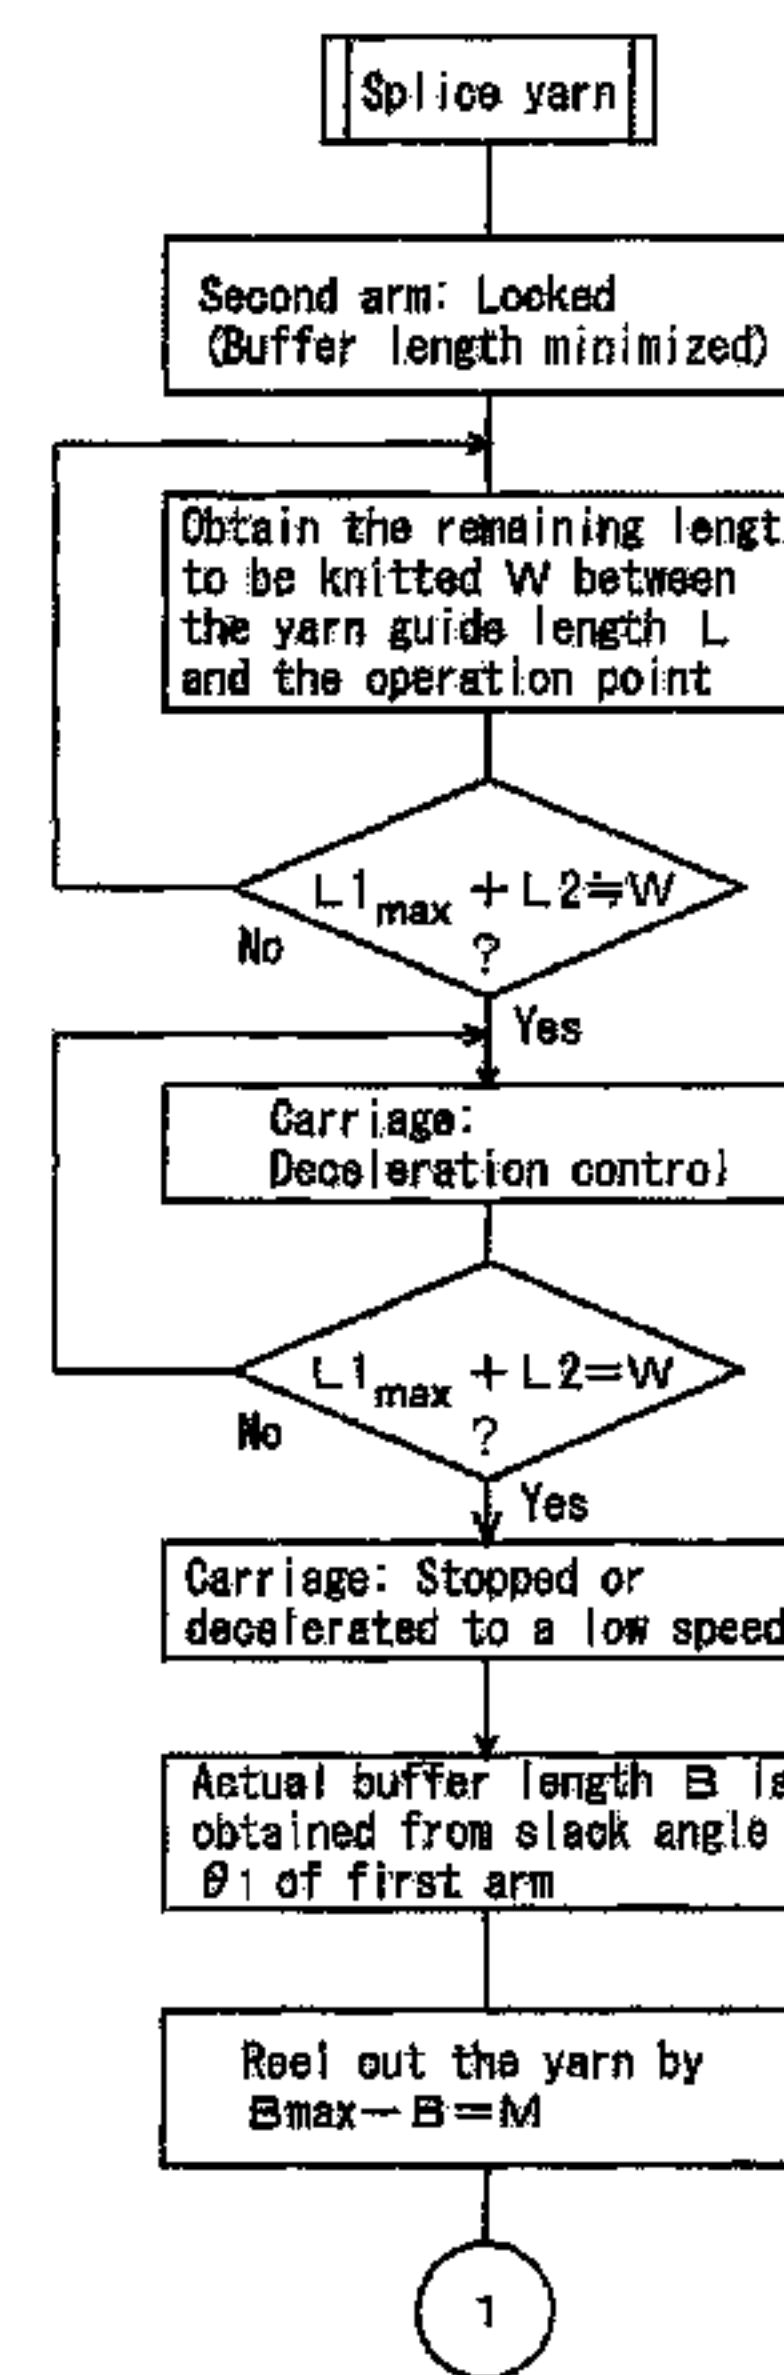 Splice yarn
Second arm: Locked
(Buffer length minimized)
Obtain the remaining lengt
to be knitted W between
the yarn guide length L
and the operation point
L1max + L2≒W
?
No
Yes
Carriage:
Deceleration control
L1max + L2=W
?
No
Yes
Carriage: Stopped or
decelerated to a low speed
Actual buffer length B is
obtained from slack angle
θ1 of first arm
Reel out the yarn by
Bmax－B＝M
1